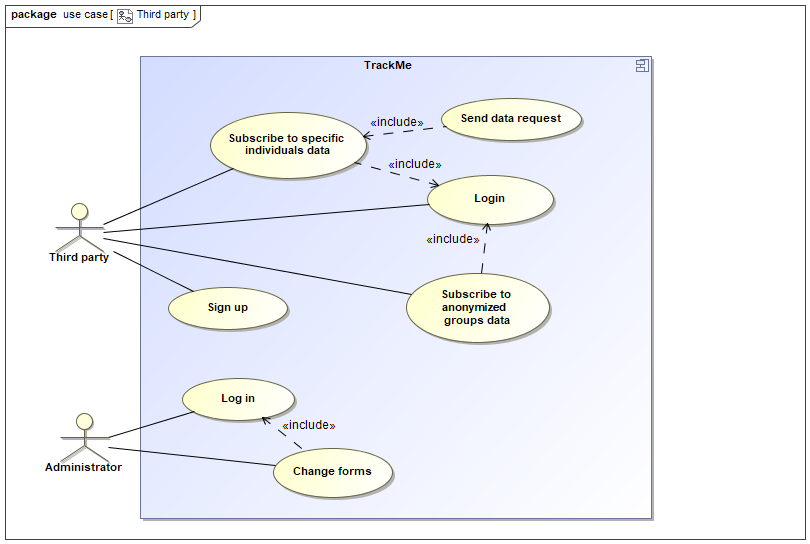 package use case [ Third party ]
TrackMe
Subscribe to specific
individuals data
«include»
Send data request
«include»
Login
«include»
Third party
Subscribe to
anonymized
groups data
Sign up
Log in
«include»
Administrator
Change forms